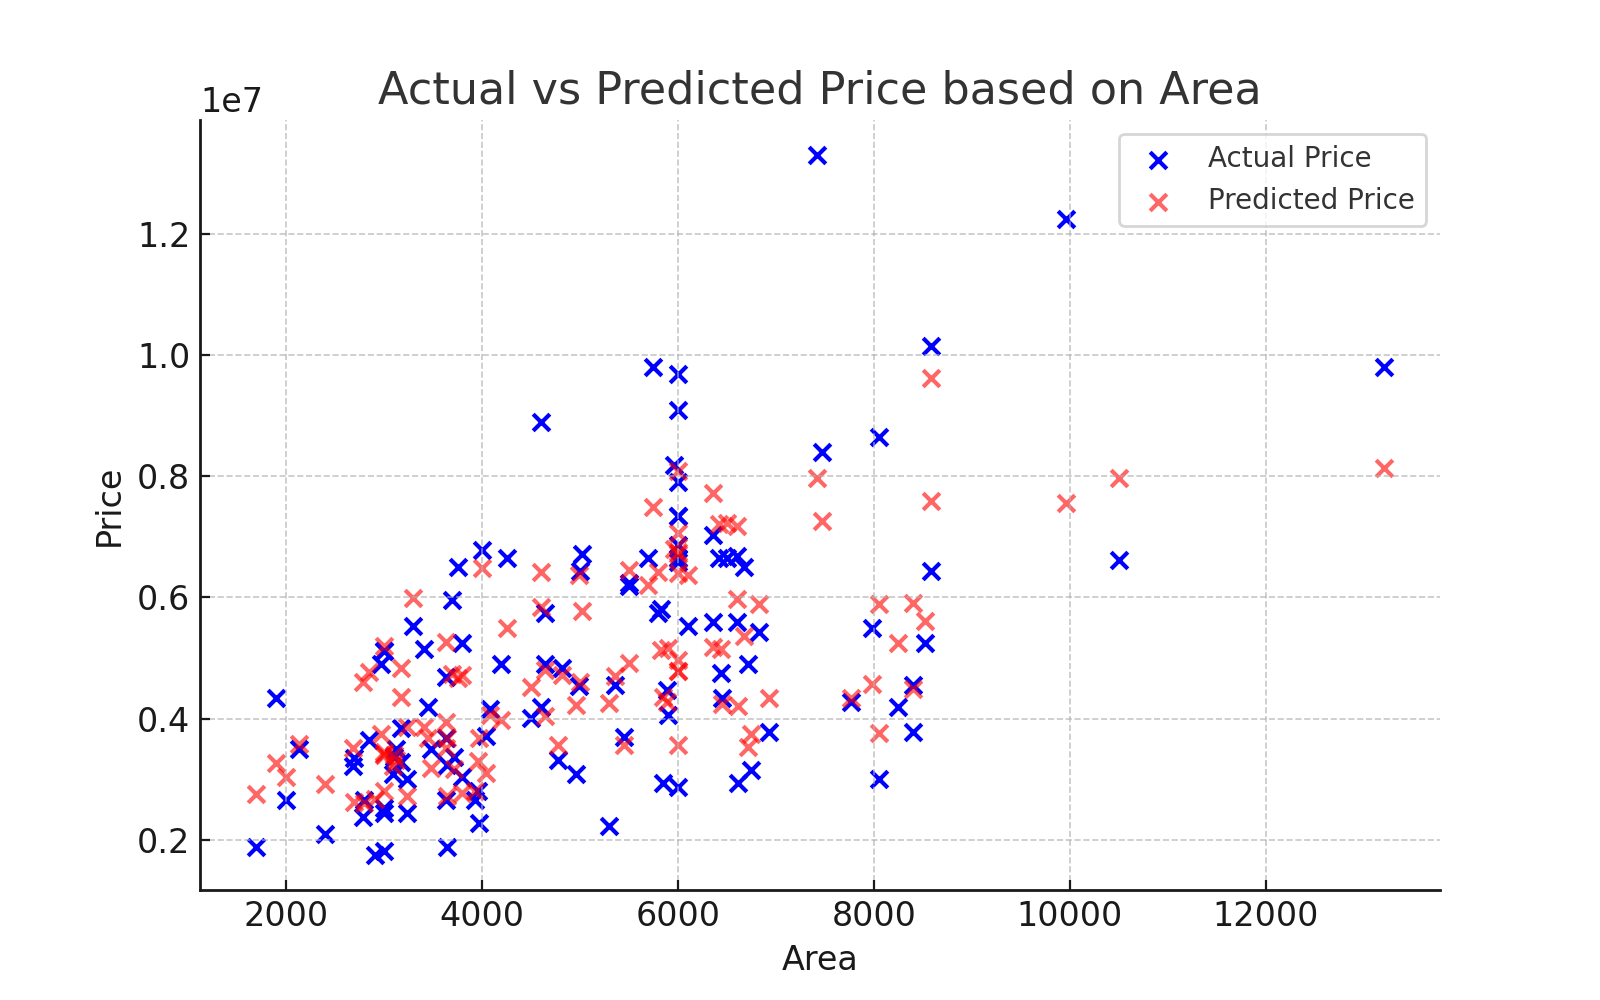 Actual vs Predicted Price based on Area
1e7
Actual Price
Predicted Price
1.2
1.0
0.8
0.6
0.4
0.2
Price
2000 4000 6000 8000 10000 12000
Area